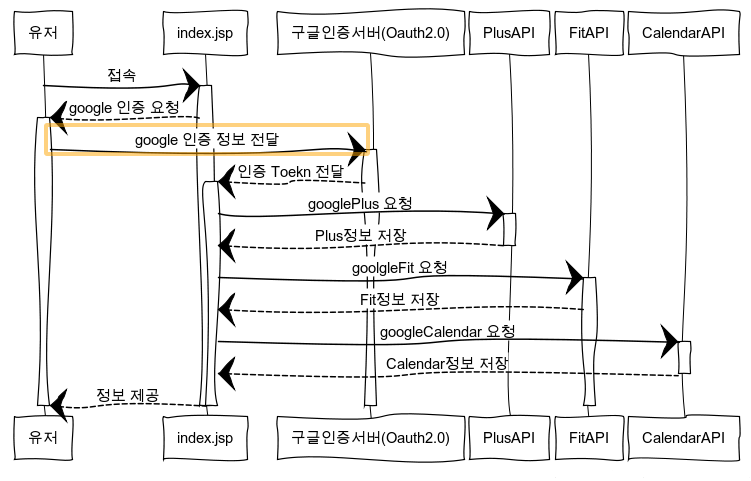 유저
index.jsp
구글인증서버(Oauth2.0)
PlusAPI
FitAPI
CalendarAPI
접속
google 인증 요청
google 인증 정보 전달
인증 Toekn 전달
googlePlus 요청
Plus정보 저장
goolgleFit 요청
Fit정보 저장
googleCalendar 요청
Calendar정보 저장
정보 제공
유저
index.jsp
구글인증서버(Oauth2.0)
PlusAPI
FitAPI
CalendarAPI